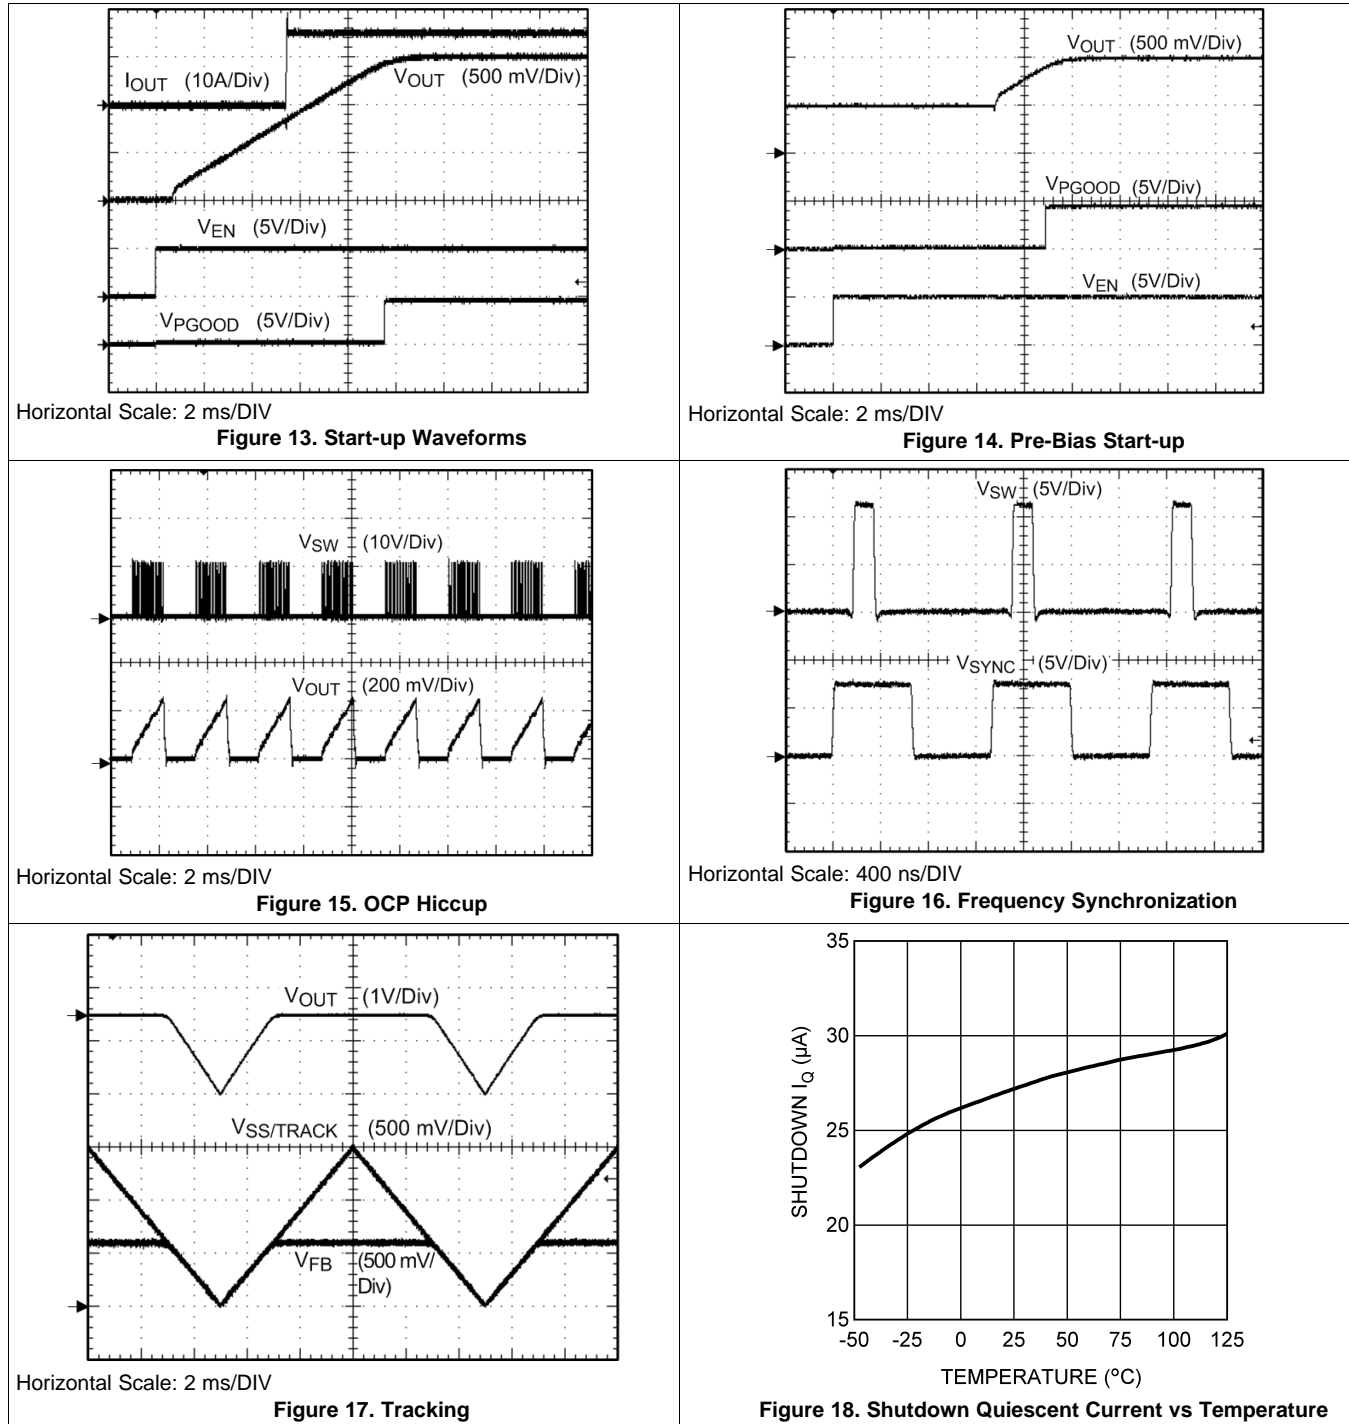 IOUT (10A/Div)
VOUT (500 mV/Div)
VEN (5V/Div)
VPGOOD (5V/Div)
Horizontal Scale: 2 ms/DIV
Figure 13. Start-up Waveforms
VOUT (500 mV/Div)
VPGOOD (5V/Div)
VEN (5V/Div)
Horizontal Scale: 2 ms/DIV
Figure 14. Pre-Bias Start-up
VSW (10V/Div)
VOUT (200 mV/Div)
Horizontal Scale: 2 ms/DIV
Figure 15. OCP Hiccup
VSW (5V/Div)
VSYNC (5V/Div)
Horizontal Scale: 400 ns/DIV
Figure 16. Frequency Synchronization
VOUT (1V/Div)
VSS/TRACK (500 mV/Div)
VFB (500 mV/
Div)
Horizontal Scale: 2 ms/DIV
Figure 17. Tracking
35
30
25
20
15
SHUTDOWN IQ (µA)
-50 -25 0 25 50 75 100 125
TEMPERATURE (°C)
Figure 18. Shutdown Quiescent Current vs Temperature